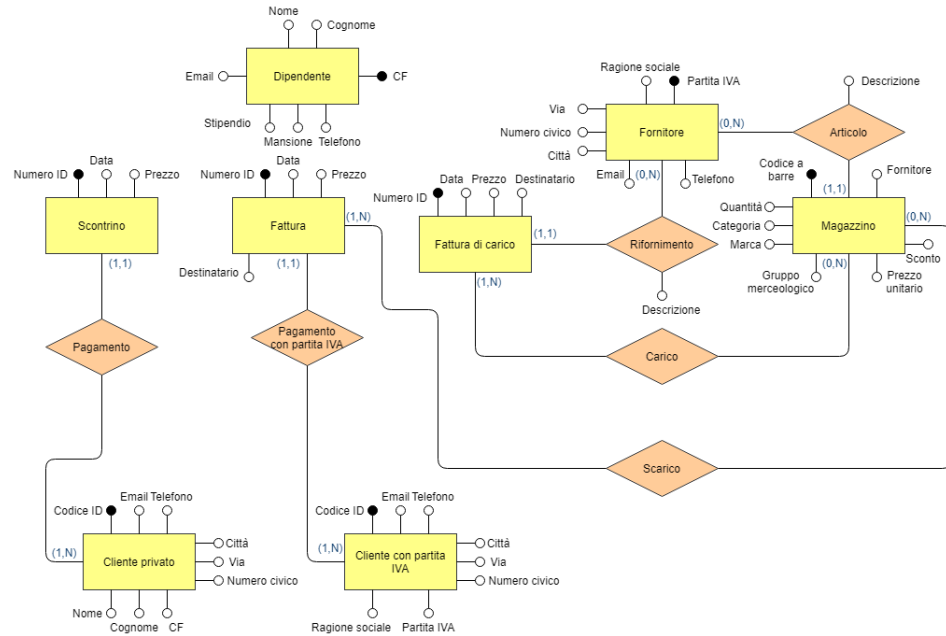 Nome
Cognome
Email
Dipendente
CF
Stipendio
Mansione
Telefono
Ragione sociale
Partita IVA
Descrizione
Via
Numero civico
Città
Fornitore
(0,N)
Articolo
Email
(0,N)
Telefono
Codice a
barre
Fornitore
(1,1)
Data
Numero ID
Prezzo
Scontrino
(1,1)
Data
Numero ID
Prezzo
Fattura
(1,N)
Destinatario
(1,1)
Data
Prezzo
Destinatario
Numero ID
Fattura di carico
(1,1)
(1,N)
Rifornimento
Descrizione
Quantità
Categoria
Marca
Magazzino
(0,N)
Sconto
Gruppo
merceologico
(0,N)
Prezzo
unitario
Pagamento
Pagamento
con partita IVA
Carico
Scarico
Codice ID
Email
Telefono
(1,N)
Cliente privato
Città
Via
Numero civico
Nome
Cognome
CF
Codice ID
Email
Telefono
(1,N)
Cliente con partita
IVA
Città
Via
Numero civico
Ragione sociale
Partita IVA